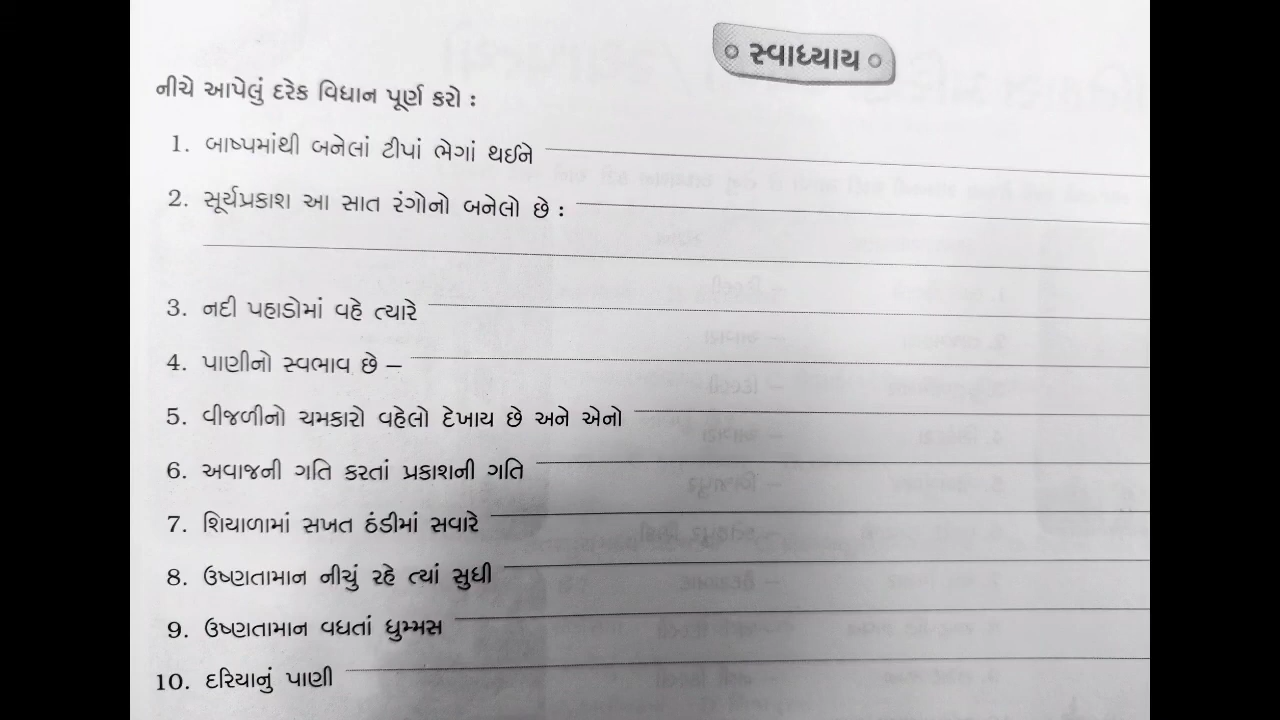 સ્વાધ્યાય
નીચે આપેલું દરેક વિધાન પૂર્ણ કરો :
1. બાષ્પમાંથી બનેલાં ટીપાં ભેગાં થઈને
2. સૂર્યપ્રકાશ આ સાત રંગોનો બનેલો છે :
3. નદી પહાડોમાં વહે ત્યારે
4. પાણીનો સ્વભાવ છે –
5. વીજળીનો ચમકારો વહેલો દેખાય છે અને એનો
6. અવાજની ગતિ કરતાં પ્રકાશની ગતિ
7. શિયાળામાં સખત ઠંડીમાં સવારે
8. ઉષ્ણતામાન નીચું રહે ત્યાં સુધી
9. ઉષ્ણતામાન વધતાં ધુમ્મસ
10. દરિયાનું પાણી